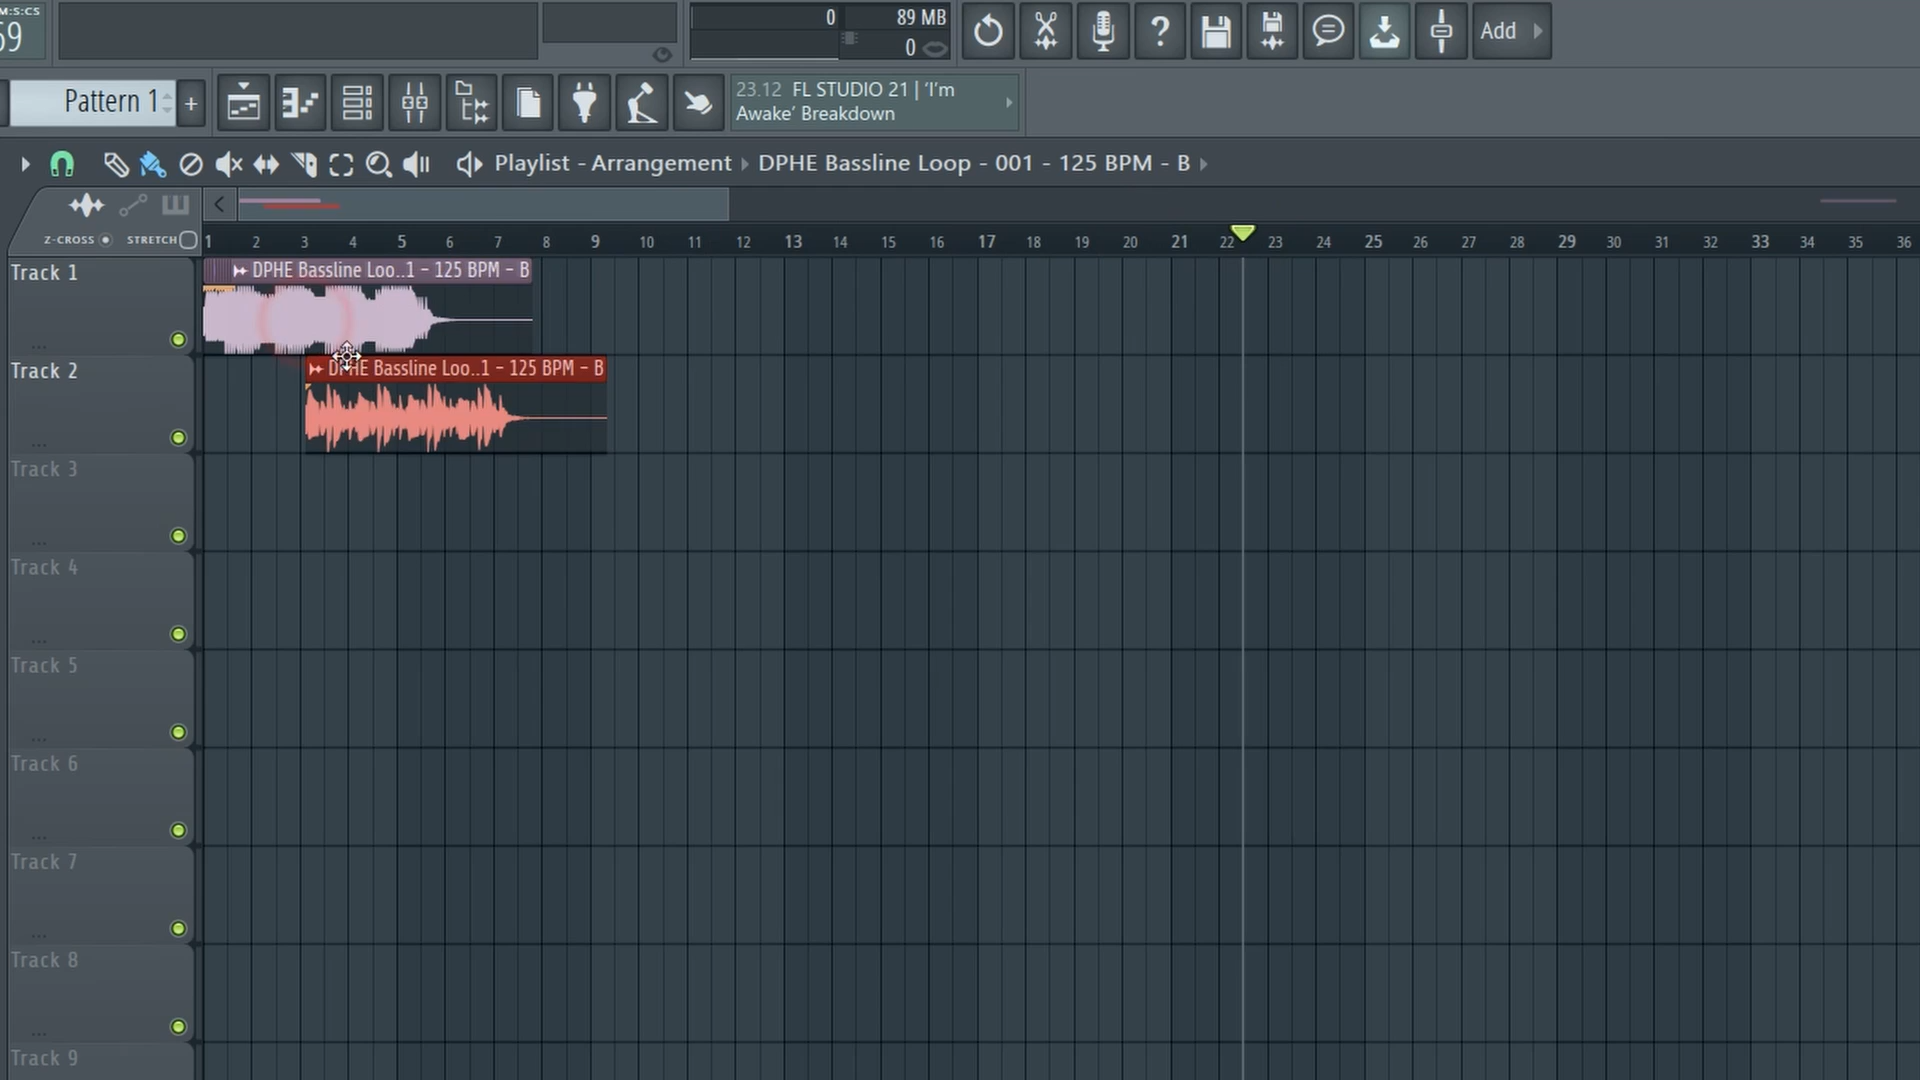 M:S:CS
69
0
89 MB
0
Add
Pattern 1
+
23.12 FL STUDIO 21 | ‘I’m
Awake’ Breakdown
Playlist - Arrangement
DPHE Bassline Loop - 001 - 125 BPM - B
Z-CROSS
STRETCH
1 2 3 4 5 6 7 8 9 10 11 12 13 14 15 16 17 18 19 20 21 22 23 24 25 26 27 28 29 30 31 32 33 34 35 36
Track 1
DPHE Bassline Loo..1 - 125 BPM - B
...
Track 2
DPHE Bassline Loo..1 - 125 BPM - B
...
Track 3
...
Track 4
...
Track 5
...
Track 6
...
Track 7
...
Track 8
...
Track 9